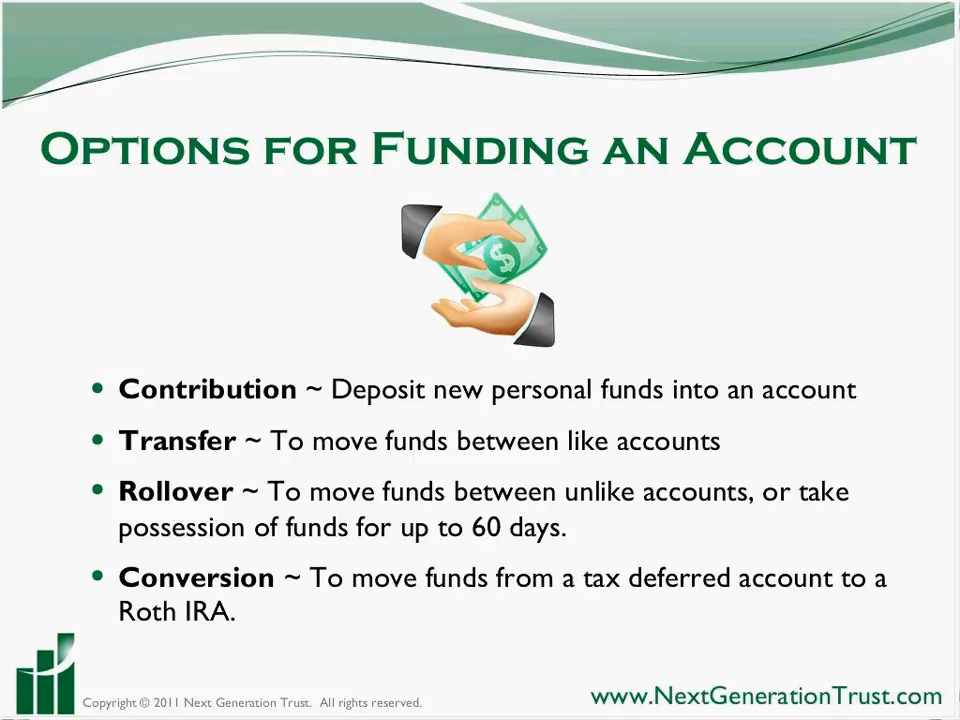 Options for Funding an Account
$
• Contribution ~ Deposit new personal funds into an account
• Transfer ~ To move funds between like accounts
• Rollover ~ To move funds between unlike accounts, or take
possession of funds for up to 60 days.
• Conversion ~ To move funds from a tax deferred account to a
Roth IRA.
Copyright © 2011 Next Generation Trust. All rights reserved.
www.NextGenerationTrust.com